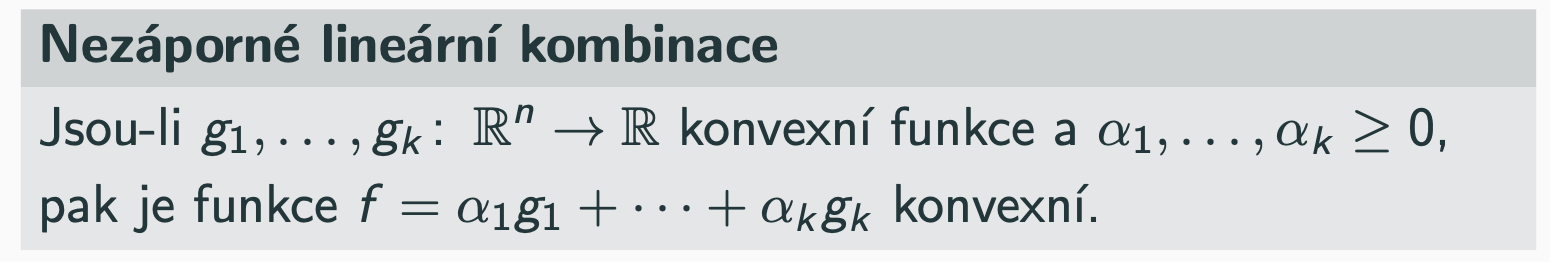 Nezáporné lineární kombinace
Jsou-li g₁, . . . , gₖ : ℝⁿ → ℝ konvexní funkce a α₁, . . . , αₖ ≥ 0,
pak je funkce f = α₁g₁ + · · · + αₖgₖ konvexní.